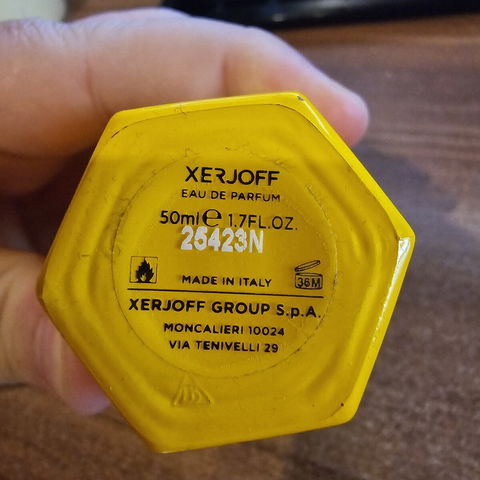 XERJOFF
EAU DE PARFUM
50ml ℮ 1.7FL.OZ.
25423N
36M
MADE IN ITALY
XERJOFF GROUP S.p.A.
MONCALIERI 10024
VIA TENIVELLI 29